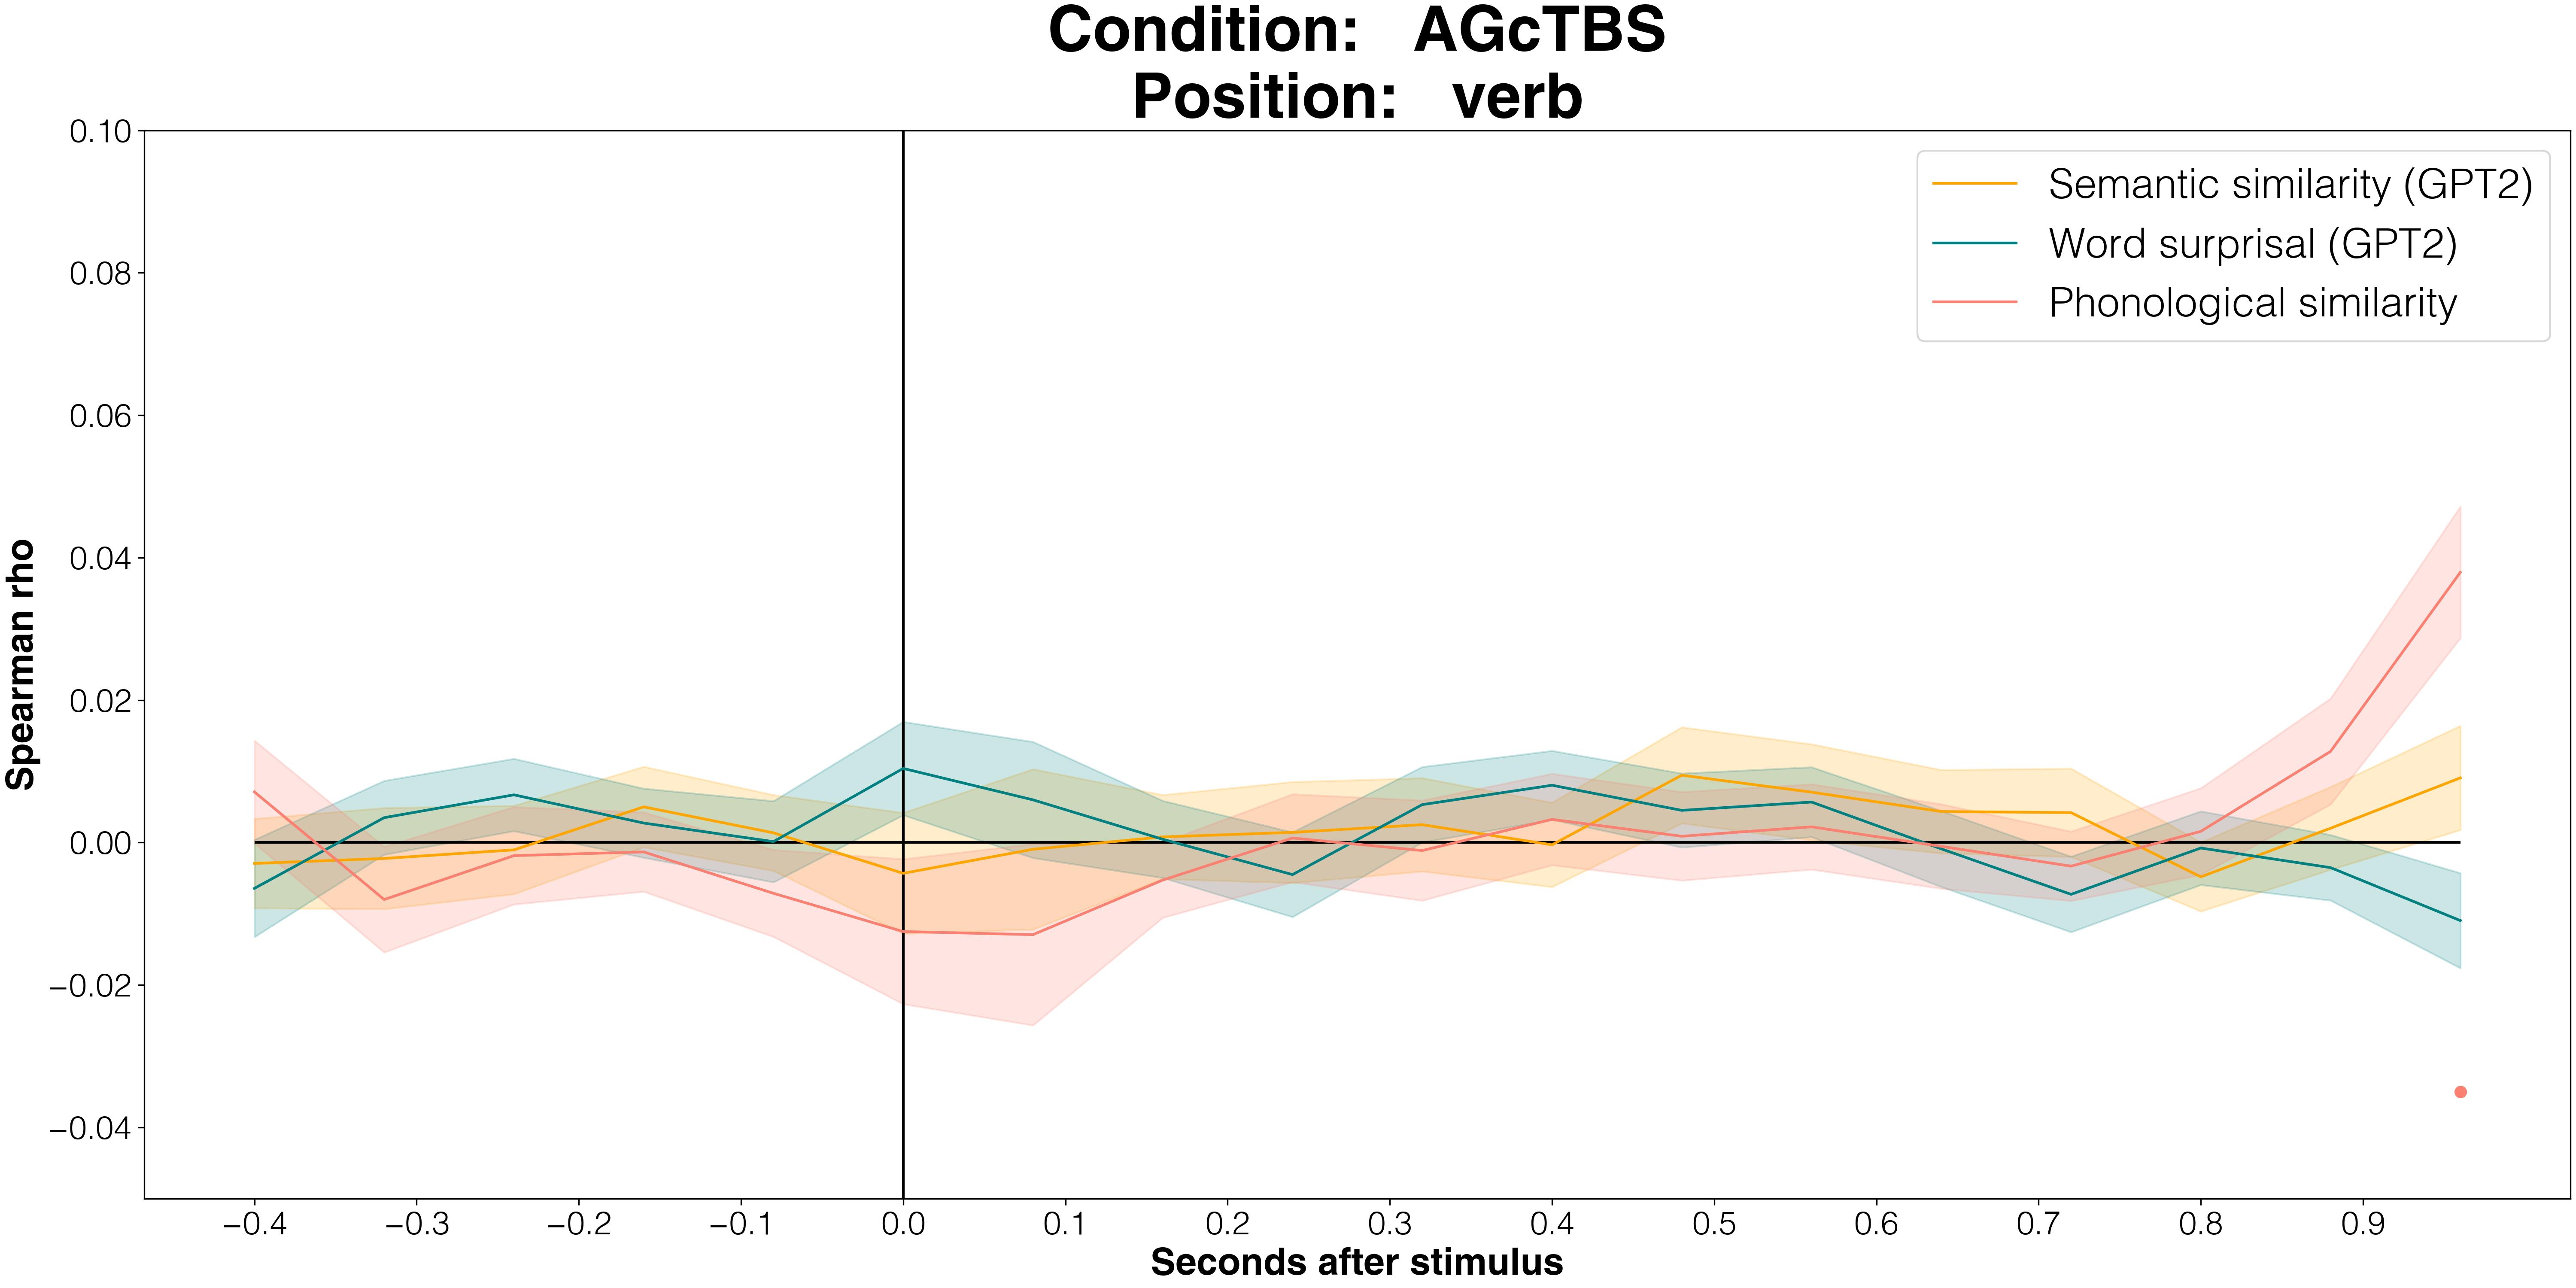 Condition:   AGcTBS
Position:   verb
0.10
0.08
0.06
0.04
0.02
0.00
−0.02
−0.04
Spearman rho
Semantic similarity (GPT2)
Word surprisal (GPT2)
Phonological similarity
−0.4 −0.3 −0.2 −0.1 0.0 0.1 0.2 0.3 0.4 0.5 0.6 0.7 0.8 0.9
Seconds after stimulus